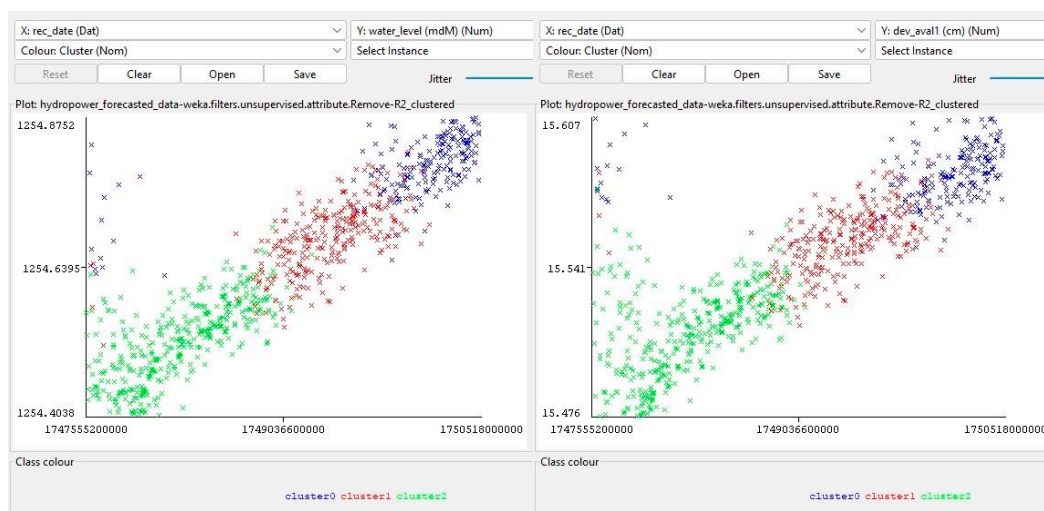 X: rec_date (Dat)
Y: water_level (mdM) (Num)
Colour: Cluster (Nom)
Select Instance
Reset
Clear
Open
Save
Jitter
Plot: hydropower_forecasted_data-weka.filters.unsupervised.attribute.Remove-R2_clustered
1254.8752
1254.6395
1254.4038
1747555200000
1749036600000
1750518000000
Class colour
cluster0 cluster1 cluster2
X: rec_date (Dat)
Y: dev_aval1 (cm) (Num)
Colour: Cluster (Nom)
Select Instance
Reset
Clear
Open
Save
Jitter
Plot: hydropower_forecasted_data-weka.filters.unsupervised.attribute.Remove-R2_clustered
15.607
15.541
15.476
1747555200000
1749036600000
1750518000000
Class colour
cluster0 cluster1 cluster2